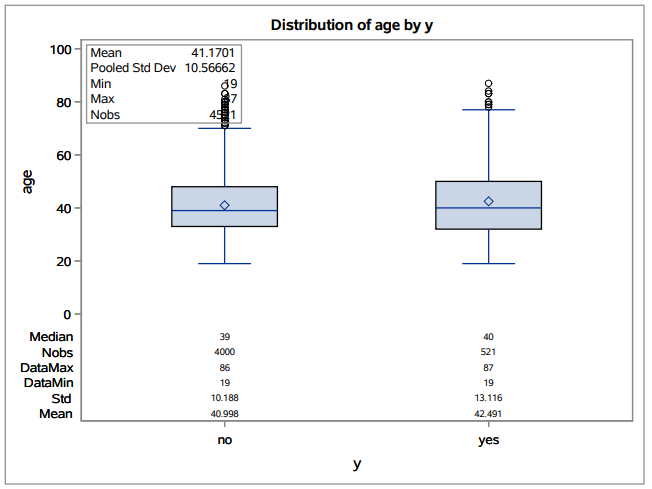 Distribution of age by y
Mean 41.1701
Pooled Std Dev 10.56662
Min 19
Max 87
Nobs 4521
100
80
60
40
20
0
age
Median 39 40
Nobs 4000 521
DataMax 86 87
DataMin 19 19
Std 10.188 13.116
Mean 40.998 42.491
no yes
y